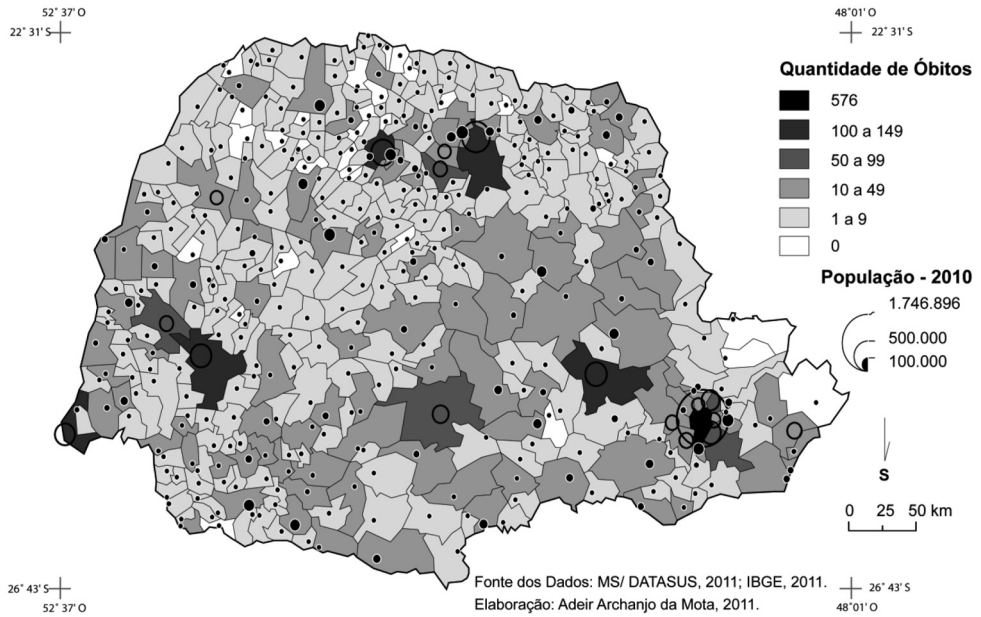 52° 37' O
22° 31' S
48°01' O
22° 31' S
Quantidade de Óbitos
576
100 a 149
50 a 99
10 a 49
1 a 9
0
População - 2010
1.746.896
500.000
100.000
S
0 25 50 km
Fonte dos Dados: MS/ DATASUS, 2011; IBGE, 2011.
Elaboração: Adeir Archanjo da Mota, 2011.
26° 43' S
52° 37' O
26° 43' S
48°01' O